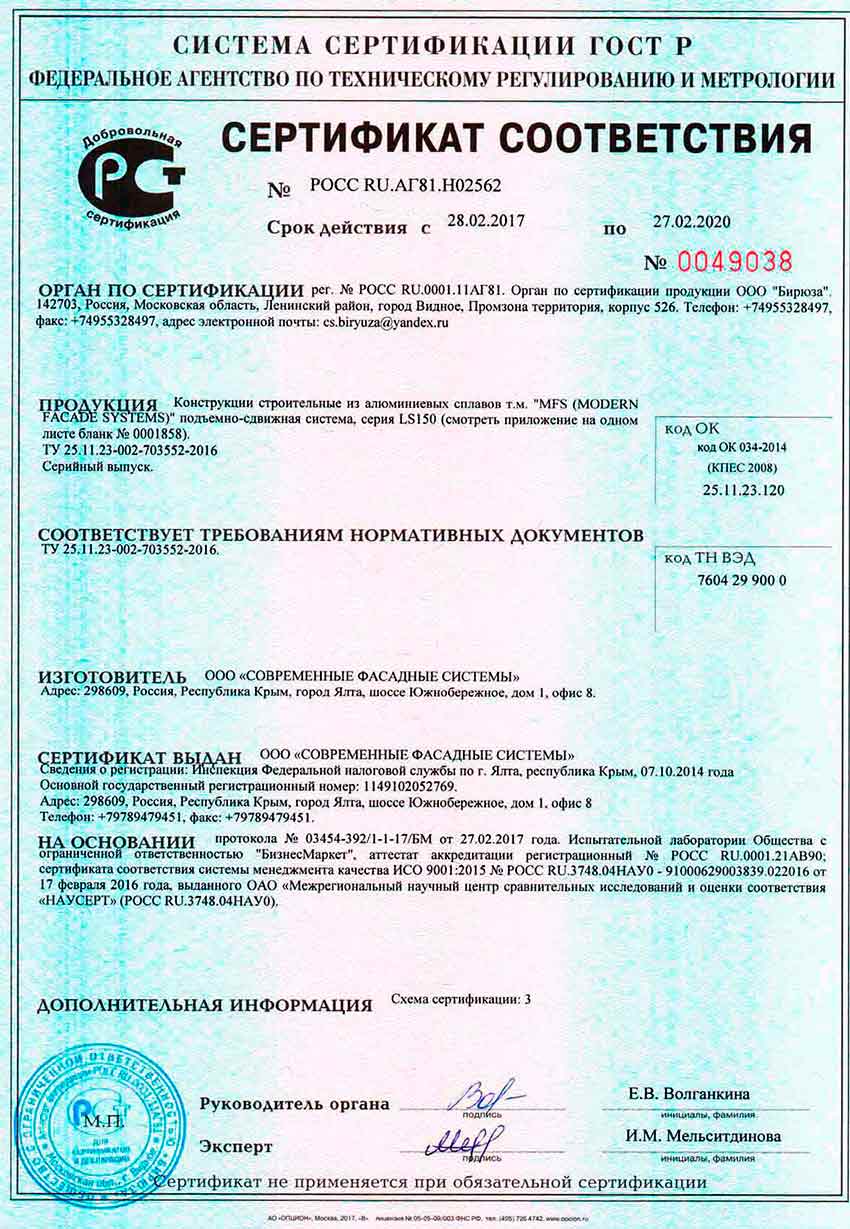 СИСТЕМА СЕРТИФИКАЦИИ ГОСТ Р
ФЕДЕРАЛЬНОЕ АГЕНТСТВО ПО ТЕХНИЧЕСКОМУ РЕГУЛИРОВАНИЮ И МЕТРОЛОГИИ
Добровольная
РСТ
сертификация
СЕРТИФИКАТ СООТВЕТСТВИЯ
№ РОСС RU.АГ81.Н02562
Срок действия с 28.02.2017 по 27.02.2020
№ 0049038
ОРГАН ПО СЕРТИФИКАЦИИ рег. № РОСС RU.0001.11АГ81. Орган по сертификации продукции ООО "Бирюза".
142703, Россия, Московская область, Ленинский район, город Видное, Промзона территория, корпус 526. Телефон: +74955328497,
факс: +74955328497, адрес электронной почты: cs.biryuza@yandex.ru
ПРОДУКЦИЯ Конструкции строительные из алюминиевых сплавов т.м. "MFS (MODERN
FACADE SYSTEMS)" подъемно-сдвижная система, серия LS150 (смотреть приложение на одном
листе бланк № 0001858).
ТУ 25.11.23-002-703552-2016
Серийный выпуск.
код ОК
код ОК 034-2014
(КПЕС 2008)
25.11.23.120
СООТВЕТСТВУЕТ ТРЕБОВАНИЯМ НОРМАТИВНЫХ ДОКУМЕНТОВ
ТУ 25.11.23-002-703552-2016.
код ТН ВЭД
7604 29 900 0
ИЗГОТОВИТЕЛЬ ООО «СОВРЕМЕННЫЕ ФАСАДНЫЕ СИСТЕМЫ»
Адрес: 298609, Россия, Республика Крым, город Ялта, шоссе Южнобережное, дом 1, офис 8.
СЕРТИФИКАТ ВЫДАН ООО «СОВРЕМЕННЫЕ ФАСАДНЫЕ СИСТЕМЫ»
Сведения о регистрации: Инспекция Федеральной налоговой службы по г. Ялта, республика Крым, 07.10.2014 года
Основной государственный регистрационный номер: 1149102052769.
Адрес: 298609, Россия, Республика Крым, город Ялта, шоссе Южнобережное, дом 1, офис 8
Телефон: +79789479451, факс: +79789479451.
НА ОСНОВАНИИ протокола № 03454-392/1-1-17/БМ от 27.02.2017 года. Испытательной лаборатории Общества с
ограниченной ответственностью "БизнесМаркет", аттестат аккредитации регистрационный № РОСС RU.0001.21АВ90;
сертификата соответствия системы менеджмента качества ИСО 9001:2015 № РОСС RU.3748.04НАУ0 - 91000629003839.022016 от
17 февраля 2016 года, выданного ОАО «Межрегиональный научный центр сравнительных исследований и оценки соответствия
«НАУСЕРТ» (РОСС RU.3748.04НАУ0).
ДОПОЛНИТЕЛЬНАЯ ИНФОРМАЦИЯ Схема сертификации: 3
М.П.
Руководитель органа
подпись
Е.В. Волганкина
инициалы, фамилия
Эксперт
подпись
И.М. Мельситдинова
инициалы, фамилия
Сертификат не применяется при обязательной сертификации
АО «ОПЦИОН», Москва, 2017, «В» лицензия № 05-05-09/003 ФНС РФ, тел. (495) 726 4742, www.opcion.ru